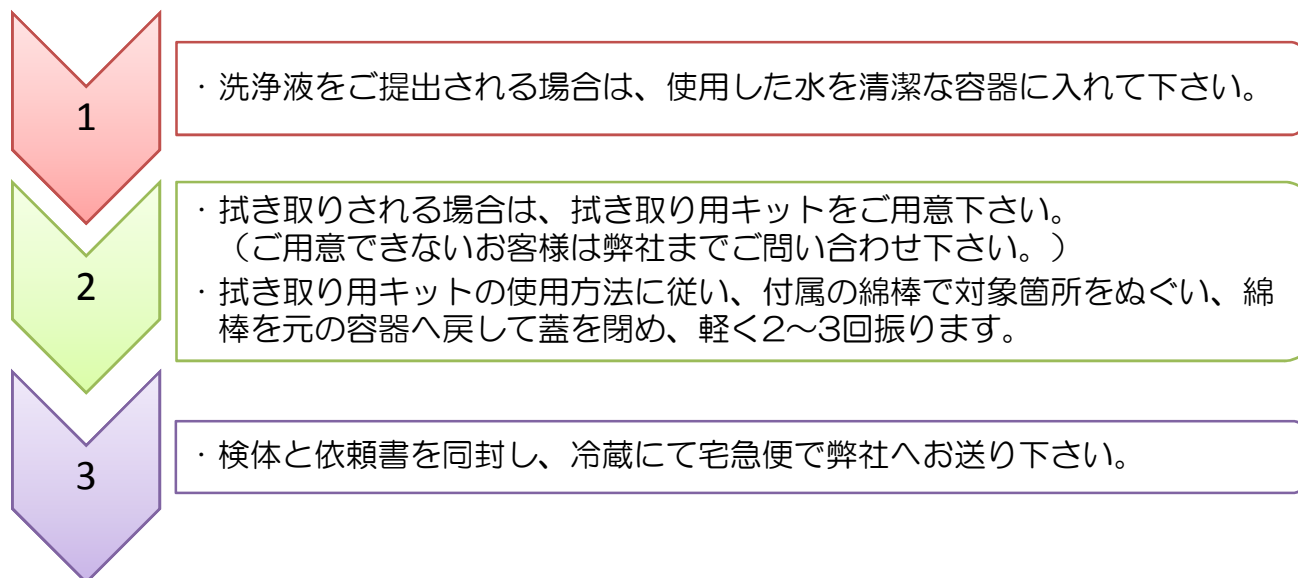 1
・洗浄液をご提出される場合は、使用した水を清潔な容器に入れて下さい。
2
・拭き取りされる場合は、拭き取り用キットをご用意下さい。
（ご用意できないお客様は弊社までご問い合わせ下さい。）
・拭き取り用キットの使用方法に従い、付属の綿棒で対象箇所をぬぐい、綿
棒を元の容器へ戻して蓋を閉め、軽く2～3回振ります。
3
・検体と依頼書を同封し、冷蔵にて宅急便で弊社へお送り下さい。